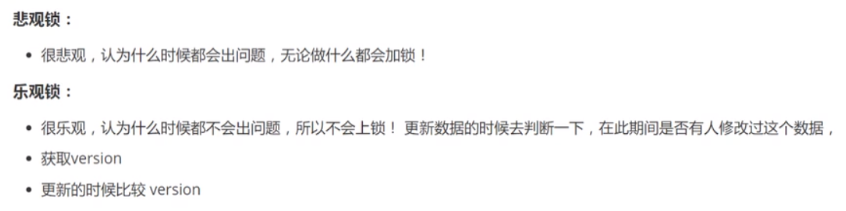 悲观锁：
• 很悲观，认为什么时候都会出问题，无论做什么都会加锁！
乐观锁：
• 很乐观，认为什么时候都不会出问题，所以不会上锁！ 更新数据的时候去判断一下，在此期间是否有人修改过这个数据，
• 获取version
• 更新的时候比较 version